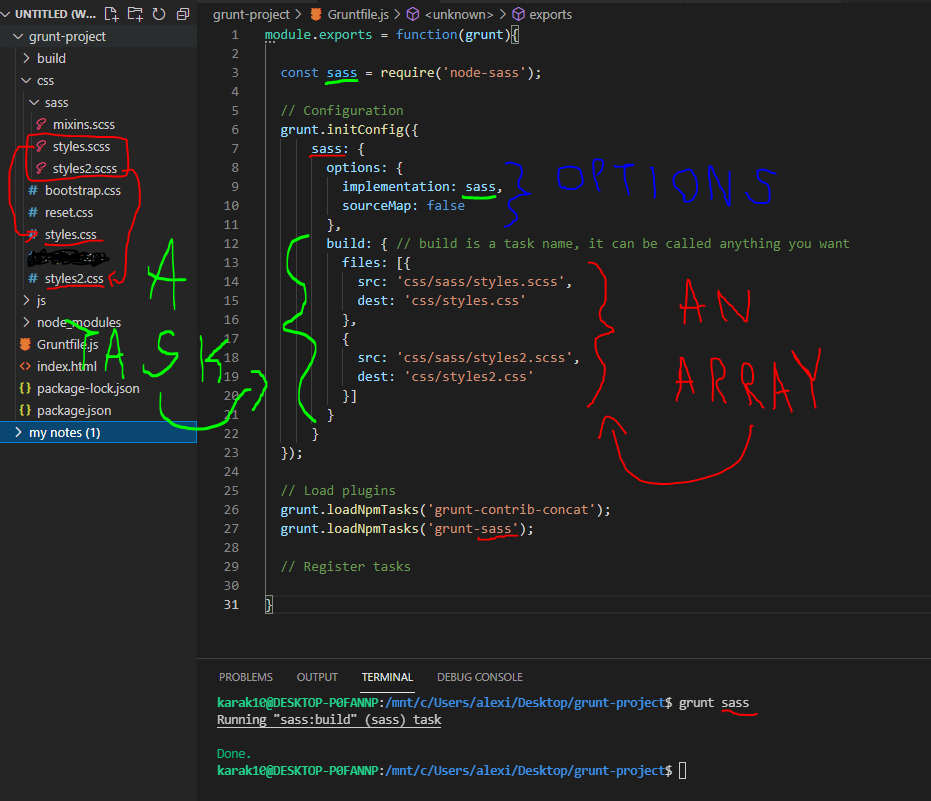 UNTITLED (W...
grunt-project
build
css
sass
mixins.scss
styles.scss
styles2.scss
bootstrap.css
reset.css
styles.css
styles2.css
js
node_modules
Gruntfile.js
index.html
package-lock.json
package.json
my notes (1)
A
TASK
grunt-project > Gruntfile.js > <unknown> > exports
1 module.exports = function(grunt){
2
3 const sass = require('node-sass');
4
5 // Configuration
6 grunt.initConfig({
7 sass: {
8 options: {
9 implementation: sass,
10 sourceMap: false
11 },
12 build: { // build is a task name, it can be called anything you want
13 files: [{
14 src: 'css/sass/styles.scss',
15 dest: 'css/styles.css'
16 },
17 {
18 src: 'css/sass/styles2.scss',
19 dest: 'css/styles2.css'
20 }]
21 }
22 }
23 });
24
25 // Load plugins
26 grunt.loadNpmTasks('grunt-contrib-concat');
27 grunt.loadNpmTasks('grunt-sass');
28
29 // Register tasks
30
31 }
OPTIONS
AN
ARRAY
PROBLEMS OUTPUT TERMINAL DEBUG CONSOLE
karak10@DESKTOP-P0FANNP:/mnt/c/Users/alexi/Desktop/grunt-project$ grunt sass
Running "sass:build" (sass) task
Done.
karak10@DESKTOP-P0FANNP:/mnt/c/Users/alexi/Desktop/grunt-project$